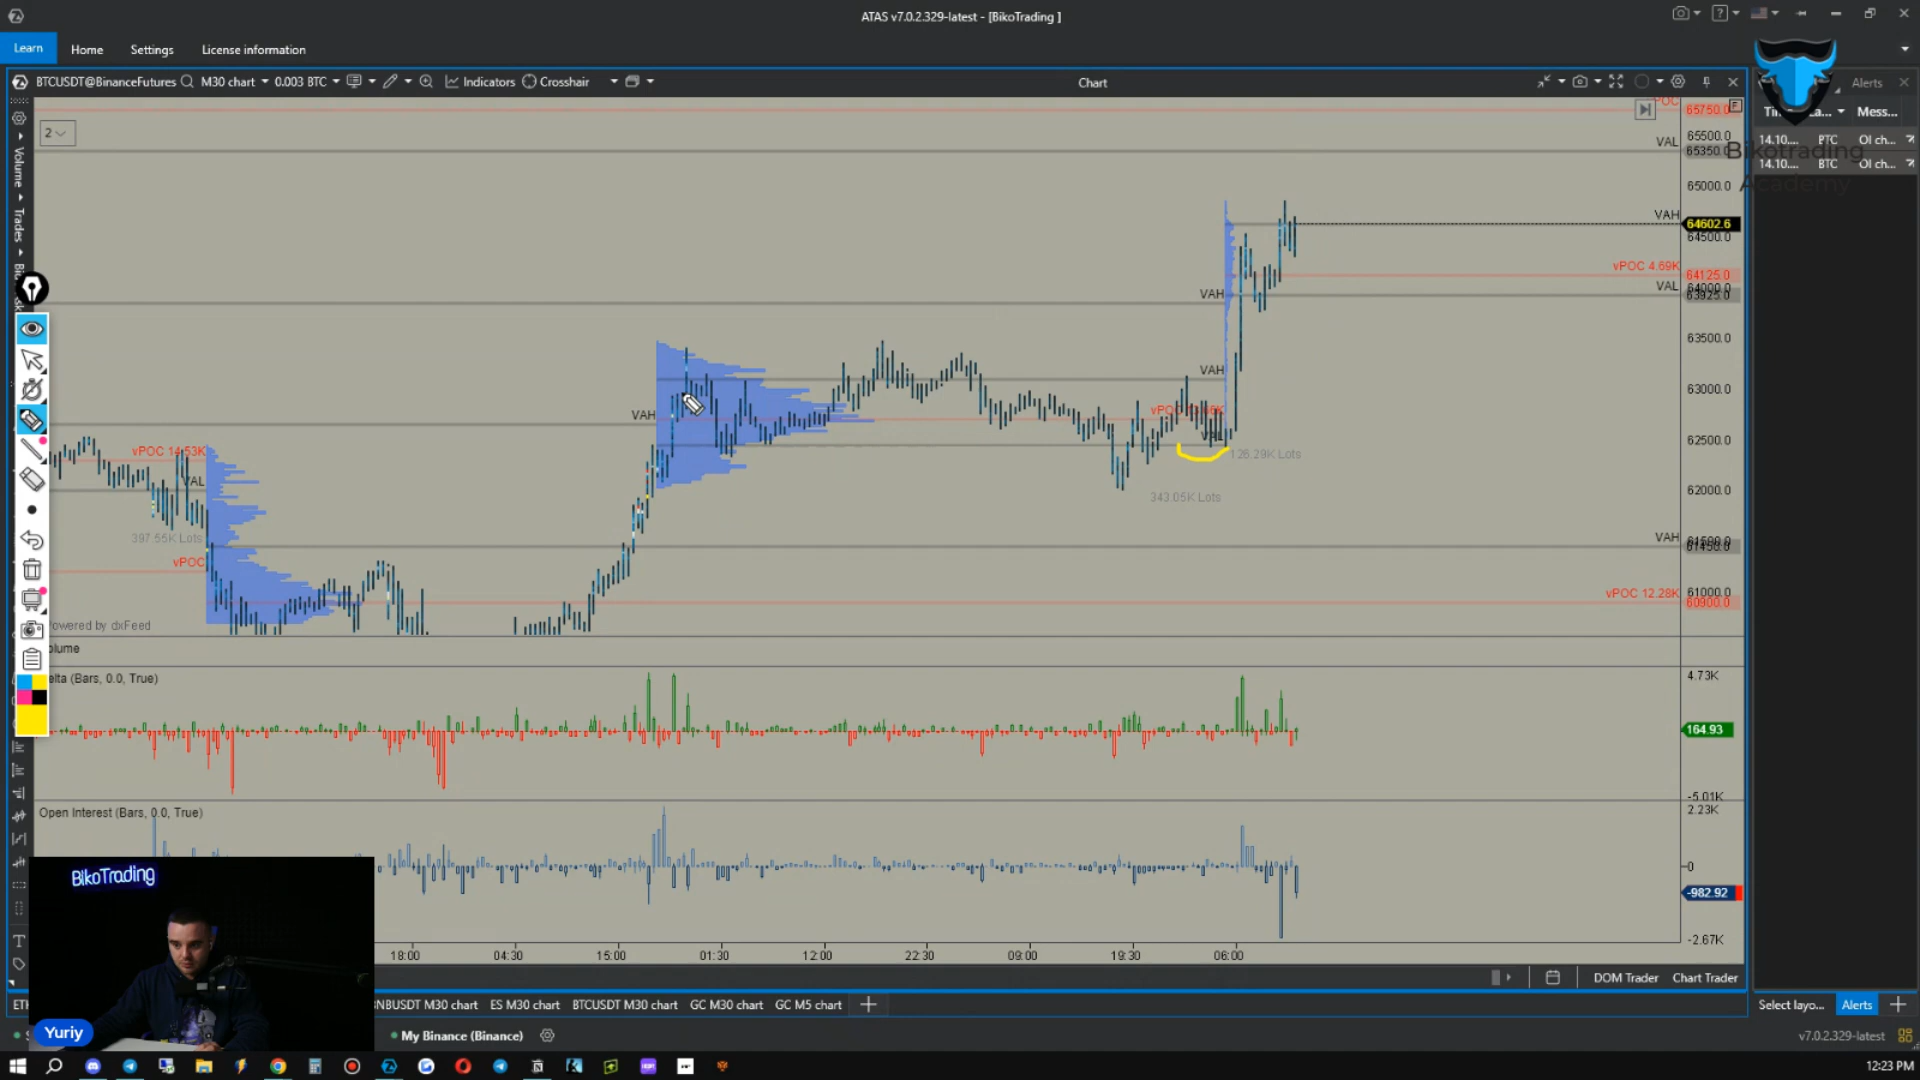 ATAS v7.0.2.329-latest - [BikoTrading ]
Learn Home Settings License information
BTCUSDT@BinanceFutures M30 chart 0.003 BTC Indicators Crosshair Chart
Alerts
Mess...
2
Volume
Trades
65750.0
65500.0
VAL
65350.0
14.10.... BTC OI ch...
Bikotrading
14.10.... BTC OI ch...
Academy
65000.0
VAH
64602.6
64500.0
vPOC 4.69K
64125.0
64000.0
VAL
63925.0
VAH
63500.0
VAH
63000.0
VAH
VAL
62500.0
126.29K Lots
vPOC 14.53K
VAL
62000.0
343.05K Lots
397.55K Lots
VAH
61450.0
vPOC
61000.0
vPOC 12.28K
60900.0
owered by dxFeed
olume
elta (Bars, 0.0, True)
4.73K
164.93
-5.01K
Open Interest (Bars, 0.0, True)
2.23K
0
-982.92
-2.67K
BikoTrading
18:00 04:30 15:00 01:30 12:00 22:30 09:00 19:30 06:00
DOM Trader Chart Trader
ET NBUSDT M30 chart ES M30 chart BTCUSDT M30 chart GC M30 chart GC M5 chart
Select layo... Alerts
Yuriy
My Binance (Binance)
v7.0.2.329-latest
12:23 PM